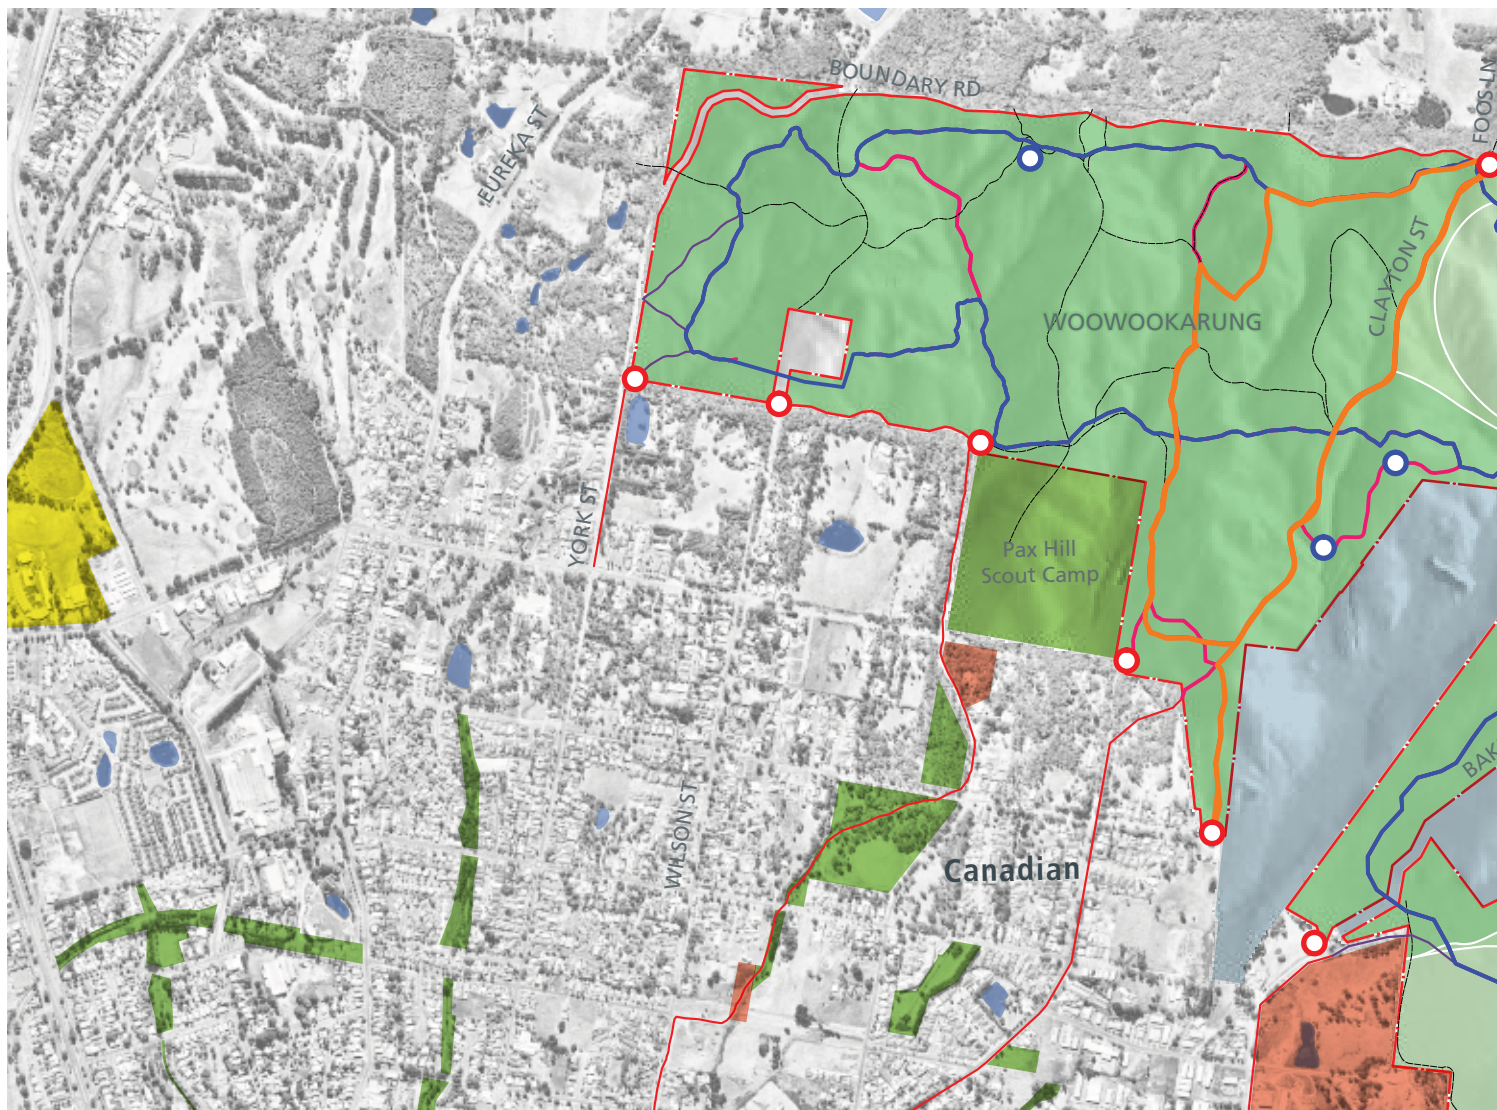 BOUNDARY RD
FOOS LN
EUREKA ST
CLAYTON ST
WOOWOOKARUNG
YORK ST
Pax Hill
Scout Camp
BAK
WILSON ST
Canadian